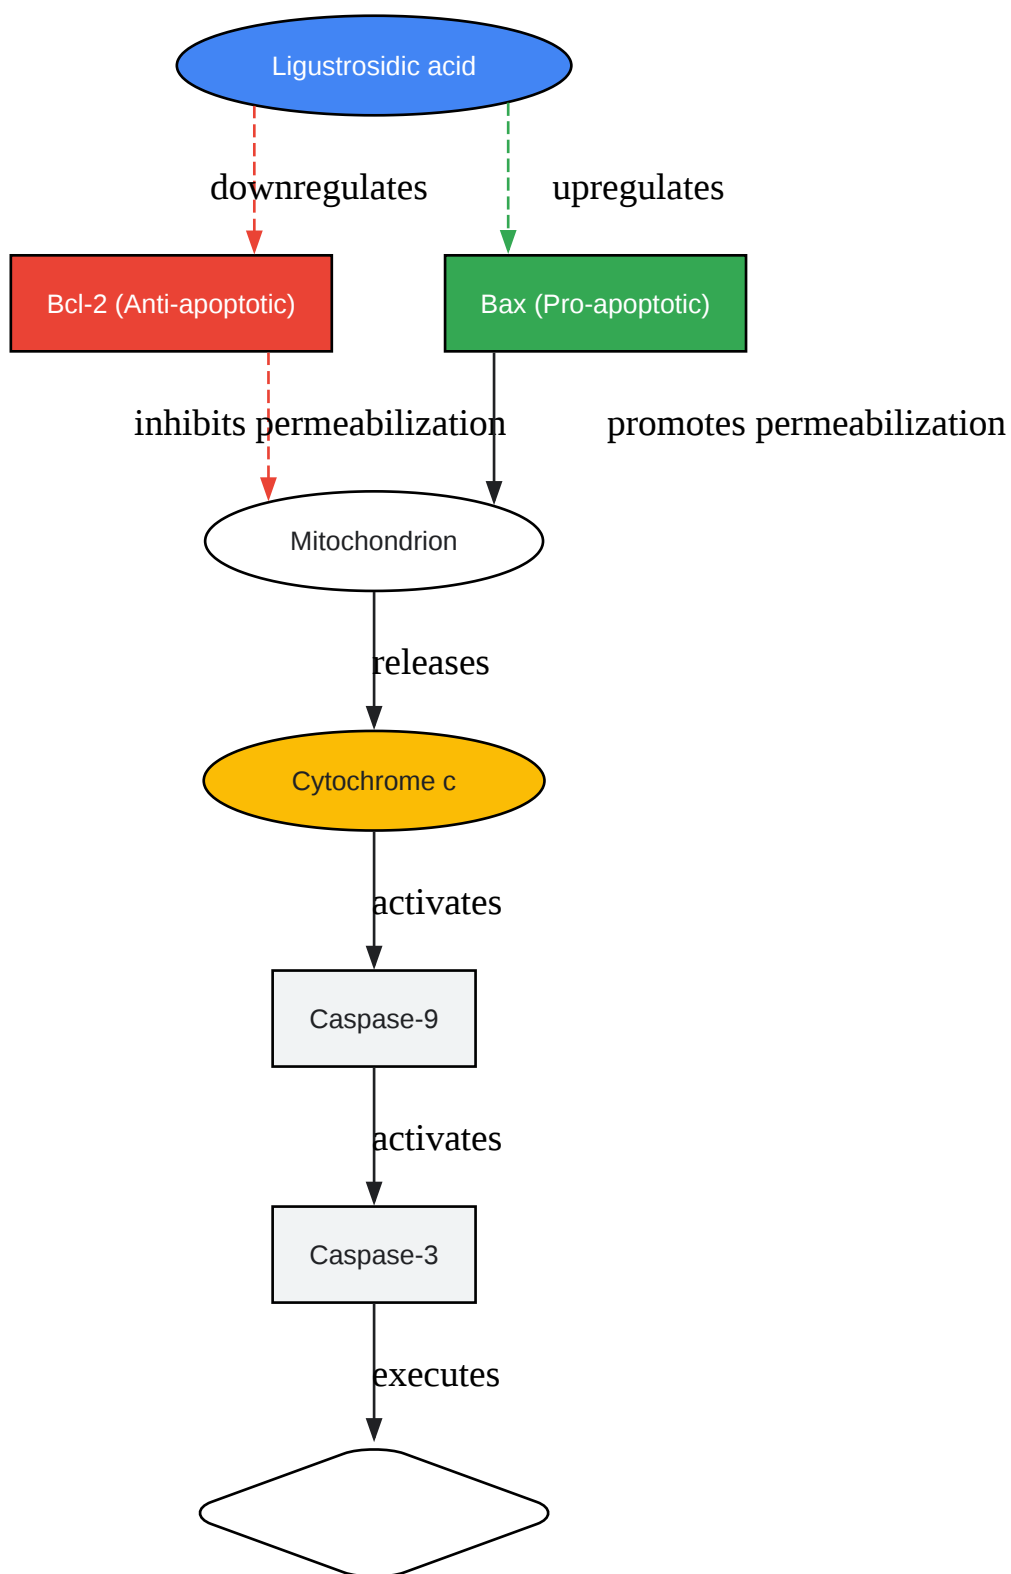 Ligustrosidic acid
downregulates
upregulates
Bcl-2 (Anti-apoptotic)
Bax (Pro-apoptotic)
inhibits permeabilization
promotes permeabilization
Mitochondrion
releases
Cytochrome c
activates
Caspase-9
activates
Caspase-3
executes